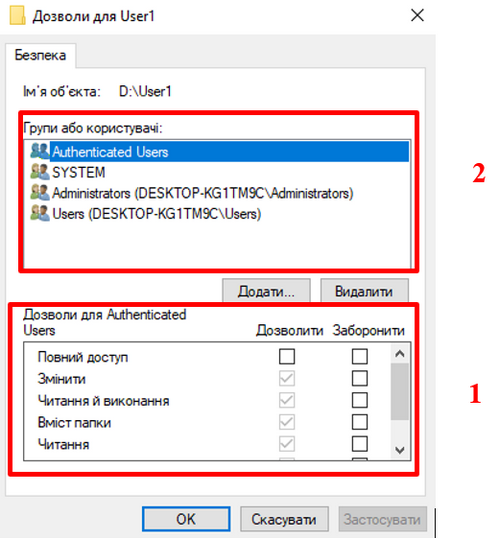 Дозволи для User1
Безпека
Ім'я об'єкта: D:\User1
Групи або користувачі:
Authenticated Users
SYSTEM
Administrators (DESKTOP-KG1TM9C\Administrators)
Users (DESKTOP-KG1TM9C\Users)
2
Додати... Видалити
Дозволи для Authenticated
Users Дозволити Заборонити
Повний доступ
Змінити
Читання й виконання
Вміст папки
Читання
1
OK Скасувати Застосувати